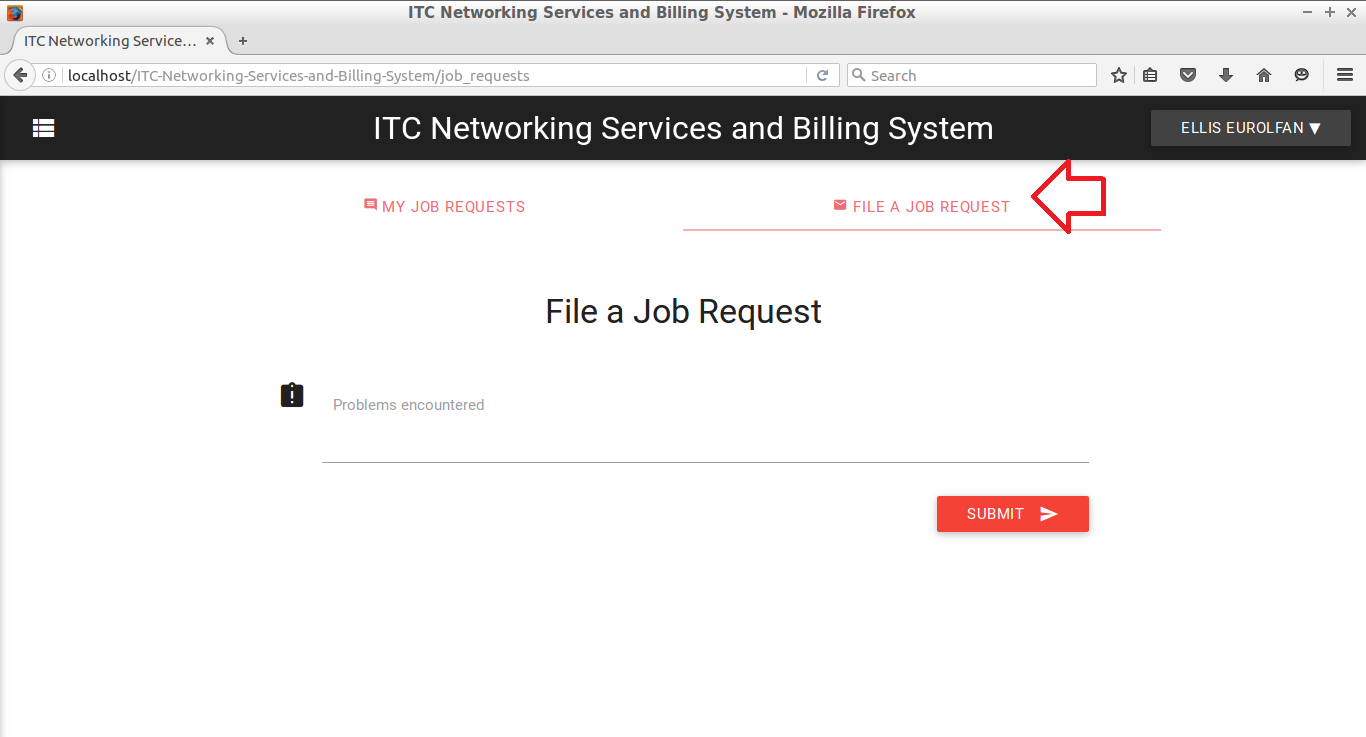 ITC Networking Services and Billing System - Mozilla Firefox
ITC Networking Service...
localhost/ITC-Networking-Services-and-Billing-System/job_requests
Search
ITC Networking Services and Billing System
ELLIS EUROLFAN ▼
MY JOB REQUESTS
FILE A JOB REQUEST
File a Job Request
Problems encountered
SUBMIT